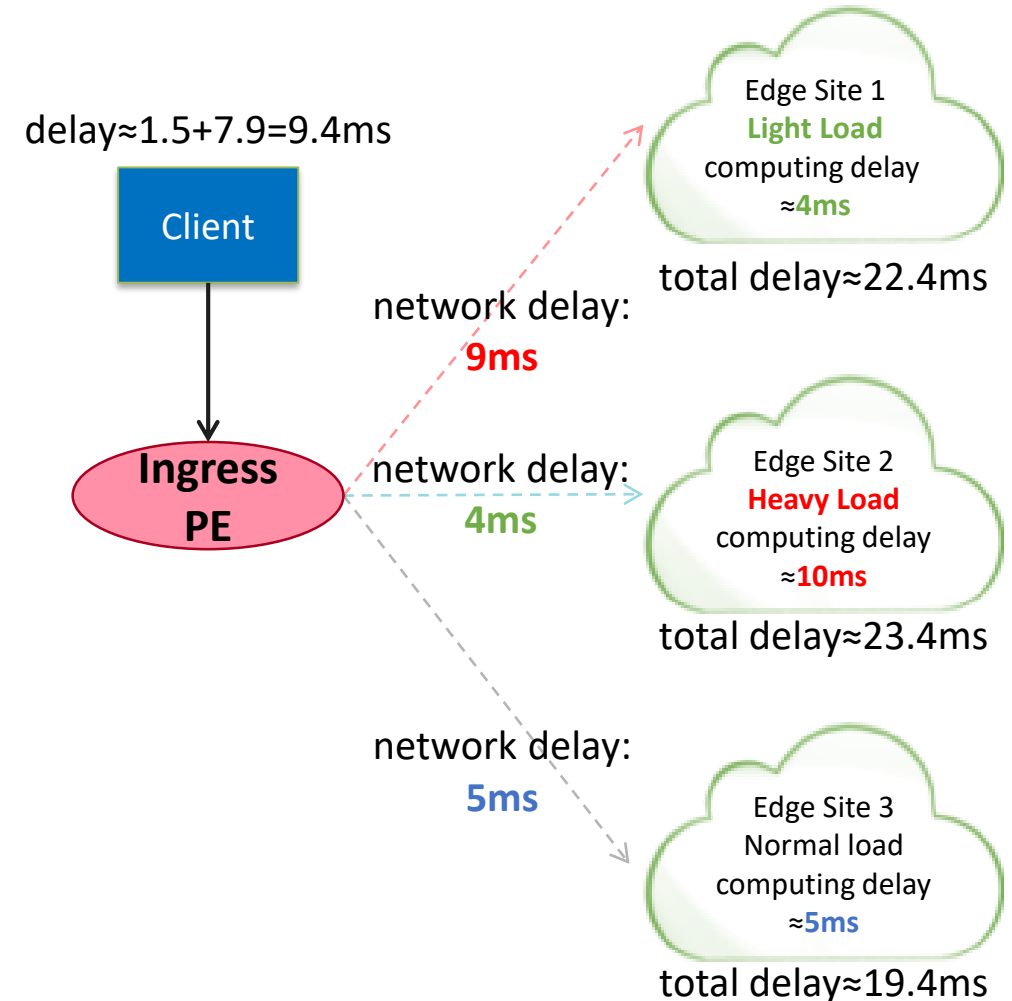 delay≈1.5+7.9=9.4ms
Client
Ingress
PE
network delay:
9ms
network delay:
4ms
network delay:
5ms
Edge Site 1
Light Load
computing delay
≈4ms
total delay≈22.4ms
Edge Site 2
Heavy Load
computing delay
≈10ms
total delay≈23.4ms
Edge Site 3
Normal load
computing delay
≈5ms
total delay≈19.4ms